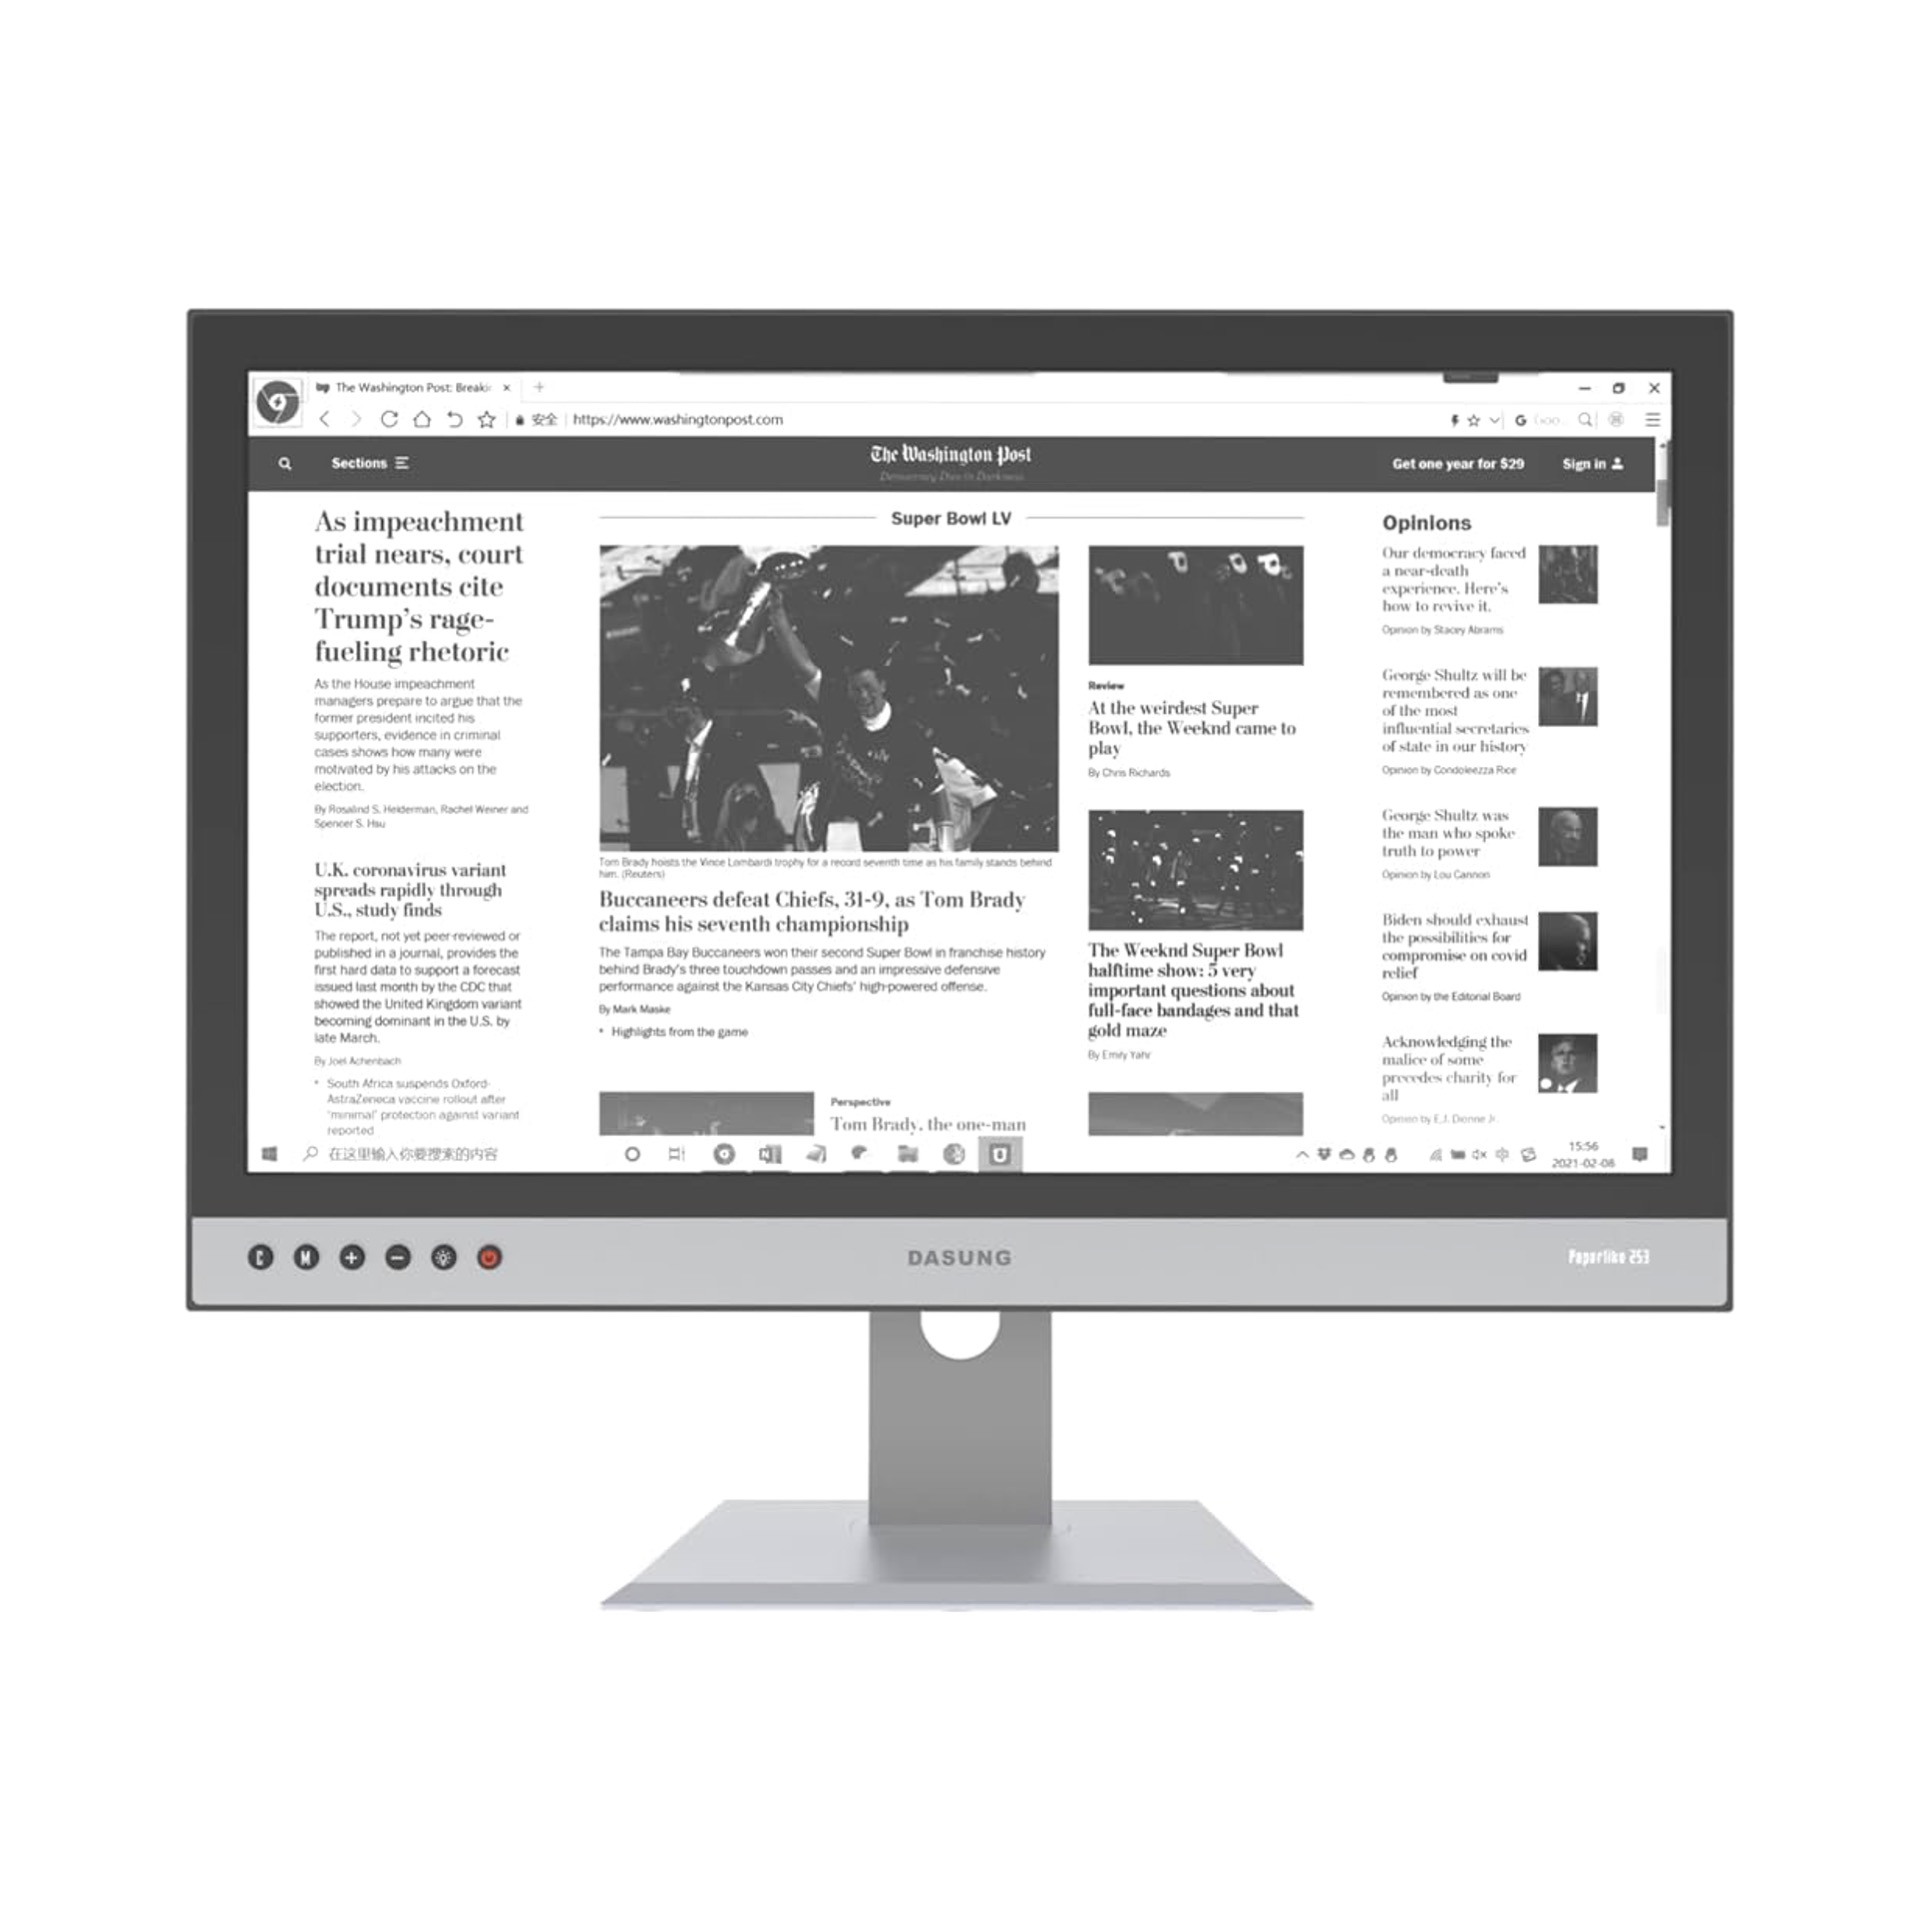 The Washington Post: Breaki
安全 https://www.washingtonpost.com
Sections
The Washington Post
Democracy Dies in Darkness
Get one year for $29
Sign in
As impeachment
trial nears, court
documents cite
Trump's rage-
fueling rhetoric
As the House impeachment
managers prepare to argue that the
former president incited his
supporters, evidence in criminal
cases shows how many were
motivated by his attacks on the
election.
By Rosalind S. Helderman, Rachel Weiner and
Spencer S. Hsu
U.K. coronavirus variant
spreads rapidly through
U.S., study finds
The report, not yet peer-reviewed or
published in a journal, provides the
first hard data to support a forecast
issued last month by the CDC that
showed the United Kingdom variant
becoming dominant in the U.S. by
late March.
By Joel Achenbach
South Africa suspends Oxford-
AstraZeneca vaccine rollout after
'minimal' protection against variant
reported
Super Bowl LV
Tom Brady hoists the Vince Lombardi trophy for a record seventh time as his family stands behind
him. (Reuters)
Buccaneers defeat Chiefs, 31-9, as Tom Brady
claims his seventh championship
The Tampa Bay Buccaneers won their second Super Bowl in franchise history
behind Brady's three touchdown passes and an impressive defensive
performance against the Kansas City Chiefs' high-powered offense.
By Mark Maske
Highlights from the game
Perspective
Tom Brady, the one-man
Review
At the weirdest Super
Bowl, the Weeknd came to
play
By Chris Richards
The Weeknd Super Bowl
halftime show: 5 very
important questions about
full-face bandages and that
gold maze
By Emily Yahr
Opinions
Our democracy faced
a near-death
experience. Here's
how to revive it.
Opinion by Stacey Abrams
George Shultz will be
remembered as one
of the most
influential secretaries
of state in our history
Opinion by Condoleezza Rice
George Shultz was
the man who spoke
truth to power
Opinion by Lou Cannon
Biden should exhaust
the possibilities for
compromise on covid
relief
Opinion by the Editorial Board
Acknowledging the
malice of some
precedes charity for
all
Opinion by E.J. Dionne Jr.
在这里输入你要搜索的内容
中
15:56
2021-02-08
C M + −
DASUNG
Paperlike 253